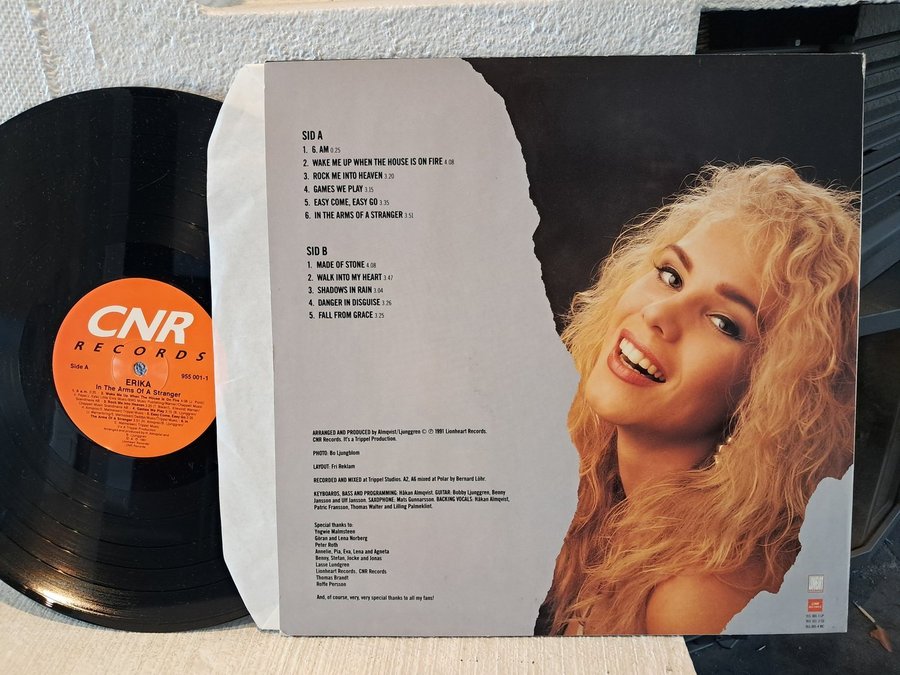 SID A
1. 6. AM 0:25
2. WAKE ME UP WHEN THE HOUSE IS ON FIRE 4.08
3. ROCK ME INTO HEAVEN 3.20
4. GAMES WE PLAY 3.15
5. EASY COME, EASY GO 3.35
6. IN THE ARMS OF A STRANGER 3.51
SID B
1. MADE OF STONE 4.08
2. WALK INTO MY HEART 3.47
3. SHADOWS IN RAIN 3.04
4. DANGER IN DISGUISE 3.26
5. FALL FROM GRACE 3.25
ARRANGED AND PRODUCED BY Almqvist/Ljunggren © ℗ 1991 Lionheart Records.
CNR Records. It's a Trippel Production.
PHOTO: Bo Ljungblom
LAYOUT: Fri Reklam
RECORDED AND MIXED at Trippel Studios. A2, A6 mixed at Polar by Bernard Löhr.
KEYBOARDS, BASS AND PROGRAMMING: Håkan Almqvist. GUITAR: Bobby Ljunggren, Benny
Jansson and Ulf Jansson. SAXOPHONE: Mats Gunnarsson. BACKING VOCALS: Håkan Almqvist,
Patric Fransson, Thomas Walter and Lilling Palmeklint.
Special thanks to:
Yngwie Malmsteen
Göran and Lena Norberg
Peter Roth
Annelie, Pia, Eva, Lena and Agneta
Benny, Stefan, Jocke and Jonas
Lasse Lundgren
Lionheart Records, CNR Records
Thomas Brandt
Roffe Persson
And, of course, very, very special thanks to all my fans!
CNR
RECORDS
Side A
955 001-1
ERIKA
In The Arms Of A Stranger